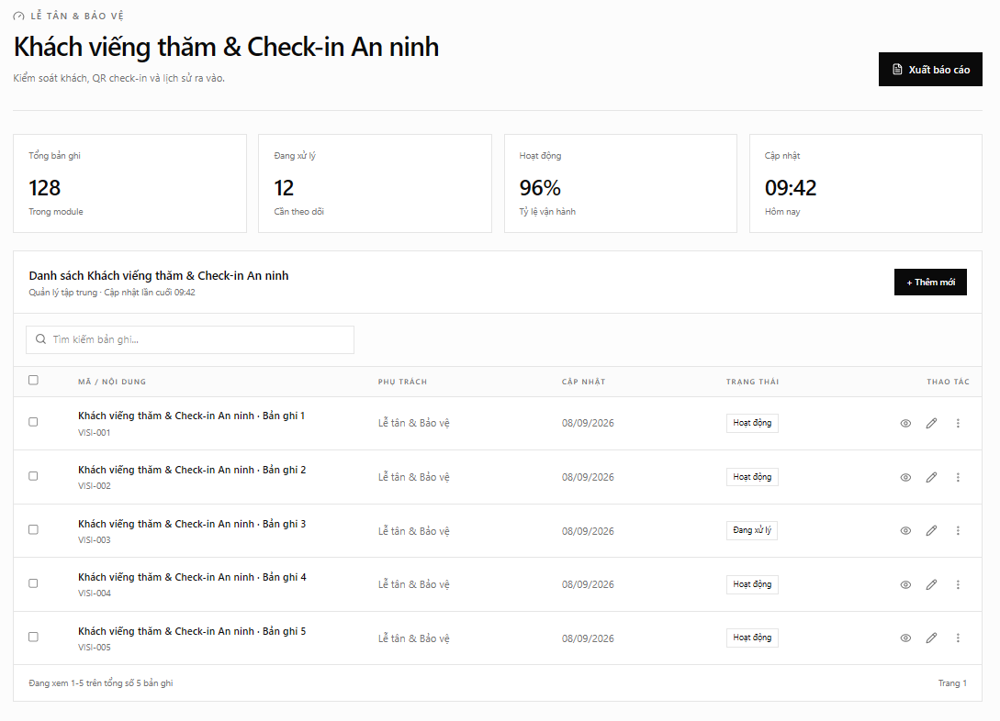 LỄ TÂN & BẢO VỆ
Khách viếng thăm & Check-in An ninh
Kiểm soát khách, QR check-in và lịch sử ra vào.
Xuất báo cáo
Tổng bản ghi
128
Trong module
Đang xử lý
12
Cần theo dõi
Hoạt động
96%
Tỷ lệ vận hành
Cập nhật
09:42
Hôm nay
Danh sách Khách viếng thăm & Check-in An ninh
Quản lý tập trung · Cập nhật lần cuối 09:42
+ Thêm mới
Tìm kiếm bản ghi...
MÃ / NỘI DUNG PHỤ TRÁCH CẬP NHẬT TRẠNG THÁI THAO TÁC
Khách viếng thăm & Check-in An ninh · Bản ghi 1
VISI-001
Lễ tân & Bảo vệ 08/09/2026 Hoạt động
Khách viếng thăm & Check-in An ninh · Bản ghi 2
VISI-002
Lễ tân & Bảo vệ 08/09/2026 Hoạt động
Khách viếng thăm & Check-in An ninh · Bản ghi 3
VISI-003
Lễ tân & Bảo vệ 08/09/2026 Đang xử lý
Khách viếng thăm & Check-in An ninh · Bản ghi 4
VISI-004
Lễ tân & Bảo vệ 08/09/2026 Hoạt động
Khách viếng thăm & Check-in An ninh · Bản ghi 5
VISI-005
Lễ tân & Bảo vệ 08/09/2026 Hoạt động
Đang xem 1-5 trên tổng số 5 bản ghi
Trang 1